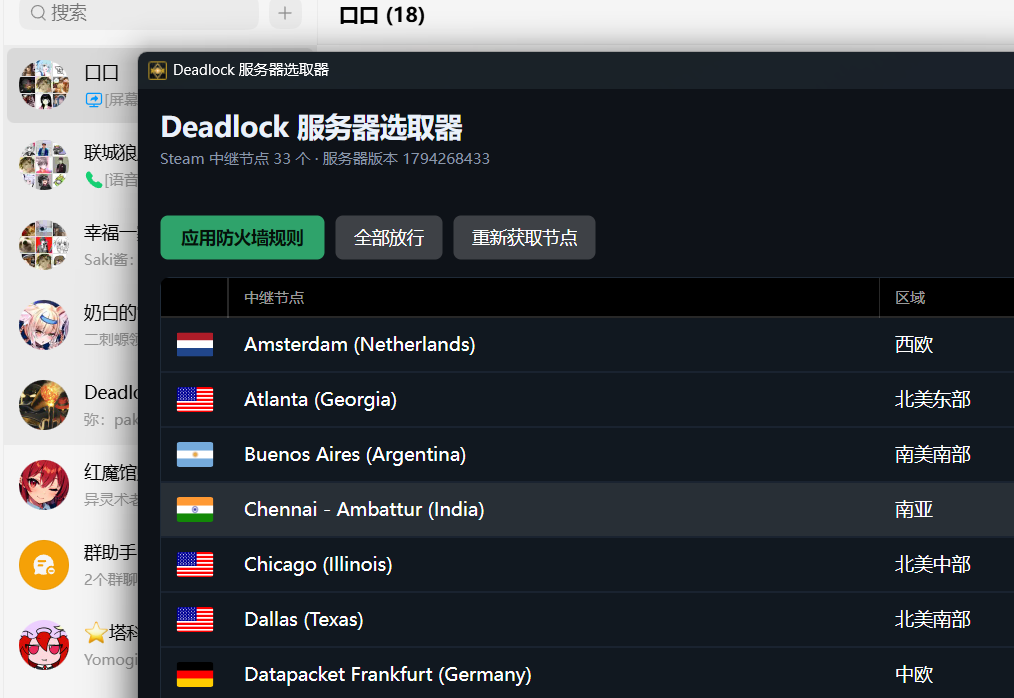 搜索
口口 (18)
口口
[屏幕
联城狼
[语音
幸福一
Saki酱：
奶白的
二刺螈领
Deadlo
弥：pak
红魔馆
异灵术老
群助手
2个群聊
⭐塔科
Yomogi
Deadlock 服务器选取器
Deadlock 服务器选取器
Steam 中继节点 33 个 · 服务器版本 1794268433
应用防火墙规则 全部放行 重新获取节点
中继节点 区域
Amsterdam (Netherlands) 西欧
Atlanta (Georgia) 北美东部
Buenos Aires (Argentina) 南美南部
Chennai - Ambattur (India) 南亚
Chicago (Illinois) 北美中部
Dallas (Texas) 北美南部
Datapacket Frankfurt (Germany) 中欧